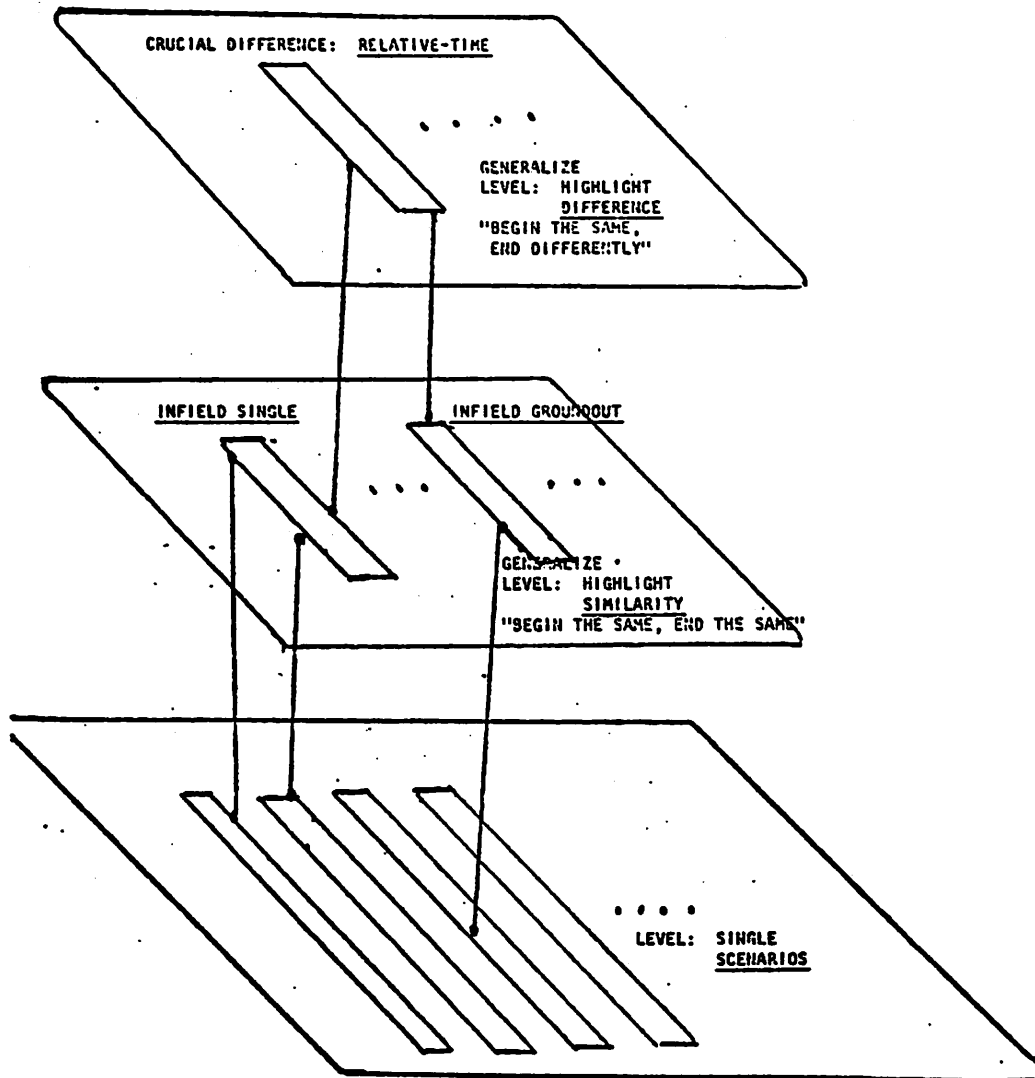 CRUCIAL DIFFERENCE: RELATIVE-TIME
GENERALIZE
LEVEL: HIGHLIGHT
DIFFERENCE
"BEGIN THE SAME,
END DIFFERENTLY"
INFIELD SINGLE
INFIELD GROUNDOUT
GENERALIZE
LEVEL: HIGHLIGHT
SIMILARITY
"BEGIN THE SAME, END THE SAME"
LEVEL: SINGLE
SCENARIOS